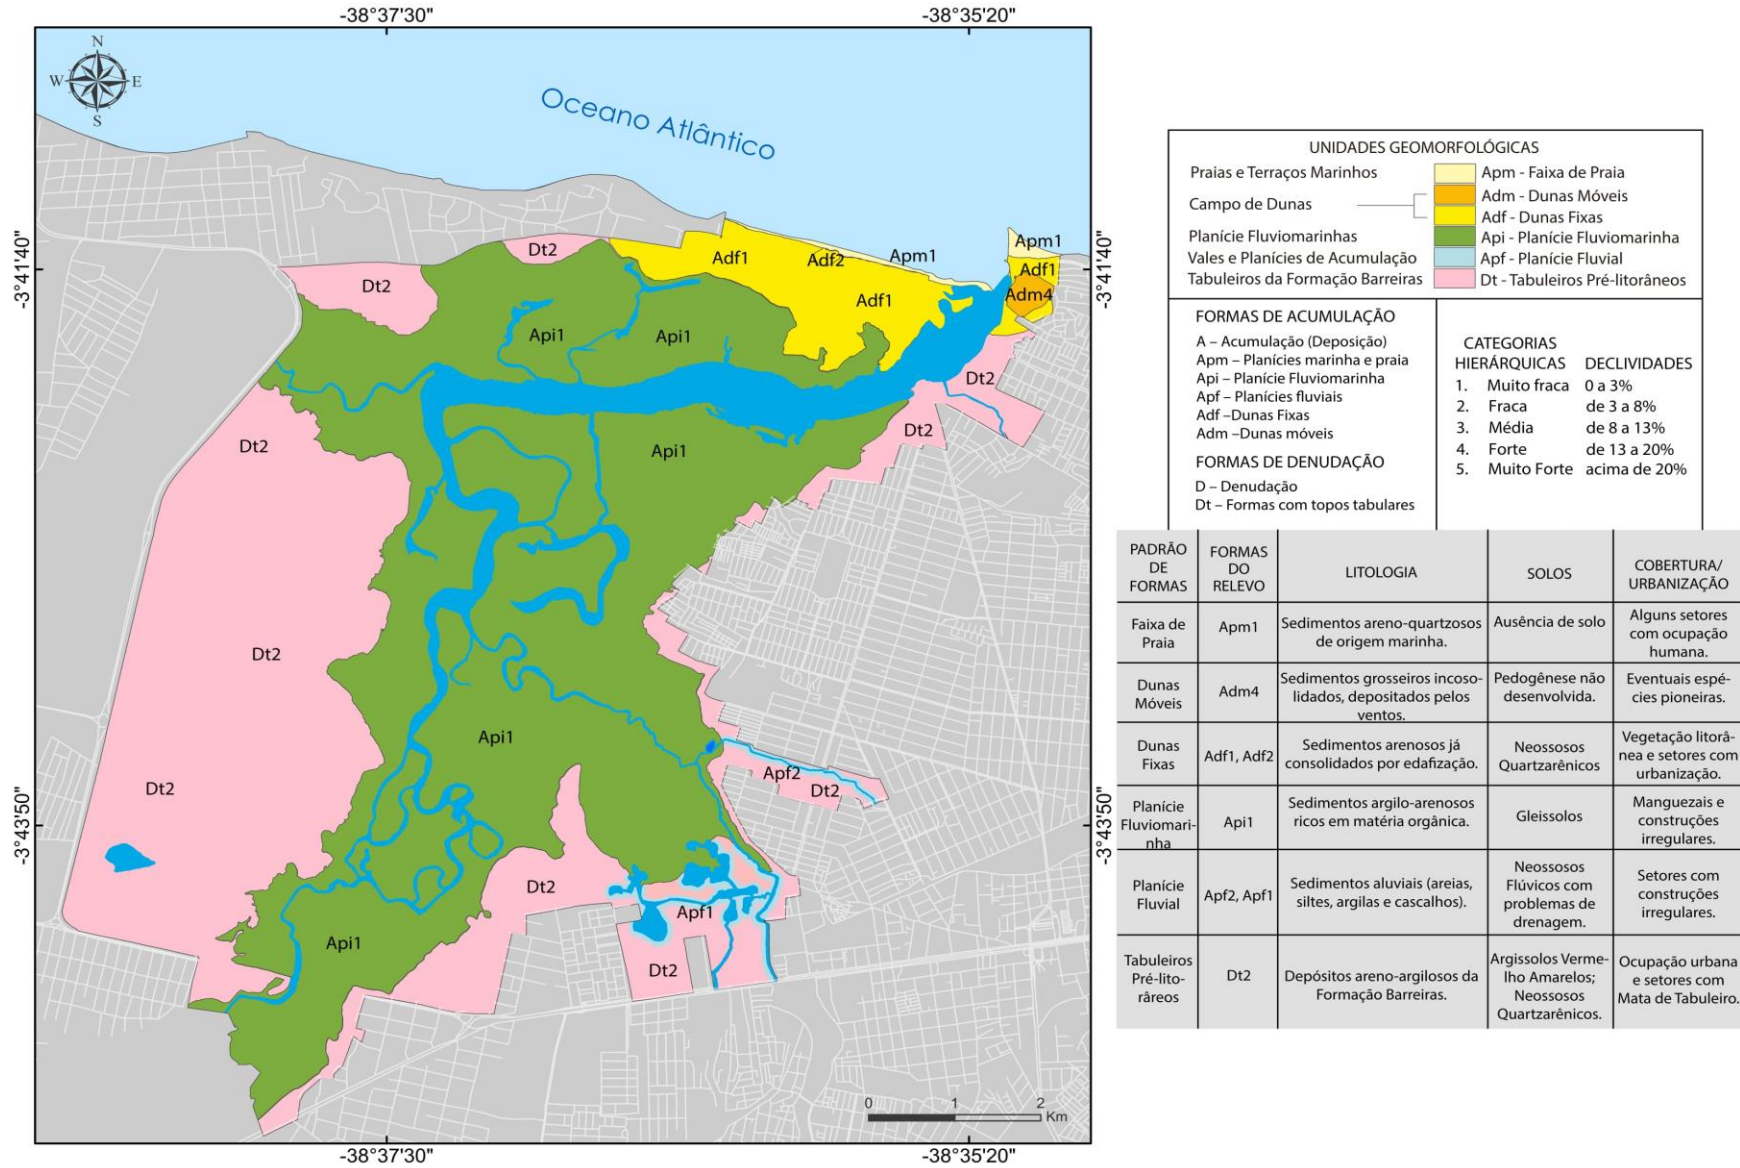 -38°37'30"
-38°35'20"
N
W
E
S
Oceano Atlântico
-3°41'40"
-3°41'40"
Dt2
Dt2
Adf1
Adf2
Apm1
Apm1
Adf1
Adm4
Adf1
Api1
Api1
Dt2
Dt2
Dt2
Api1
Dt2
Api1
Dt2
Apf2
Dt2
-3°43'50"
-3°43'50"
Dt2
Apf1
Api1
Dt2
0
1
2
Km
-38°37'30"
-38°35'20"
UNIDADES GEOMORFOLÓGICAS
Praias e Terraços Marinhos
Apm - Faixa de Praia
Campo de Dunas
Adm - Dunas Móveis
Adf - Dunas Fixas
Planície Fluviomarinhas
Api - Planície Fluviomarinha
Vales e Planícies de Acumulação
Apf - Planície Fluvial
Tabuleiros da Formação Barreiras
Dt - Tabuleiros Pré-litorâneos
FORMAS DE ACUMULAÇÃO
A – Acumulação (Deposição)
Apm – Planícies marinha e praia
Api – Planície Fluviomarinha
Apf – Planícies fluviais
Adf –Dunas Fixas
Adm –Dunas móveis
FORMAS DE DENUDAÇÃO
D – Denudação
Dt – Formas com topos tabulares
CATEGORIAS
HIERÁRQUICAS DECLIVIDADES
1. Muito fraca 0 a 3%
2. Fraca de 3 a 8%
3. Média de 8 a 13%
4. Forte de 13 a 20%
5. Muito Forte acima de 20%
PADRÃO
DE
FORMAS
FORMAS
DO
RELEVO
LITOLOGIA
SOLOS
COBERTURA/
URBANIZAÇÃO
Faixa de
Praia
Apm1
Sedimentos areno-quartzosos
de origem marinha.
Ausência de solo
Alguns setores
com ocupação
humana.
Dunas
Móveis
Adm4
Sedimentos grosseiros incoso-
lidados, depositados pelos
ventos.
Pedogênese não
desenvolvida.
Eventuais espé-
cies pioneiras.
Dunas
Fixas
Adf1, Adf2
Sedimentos arenosos já
consolidados por edafização.
Neossosos
Quartzarênicos
Vegetação litorâ-
nea e setores com
urbanização.
Planície
Fluviomari-
nha
Api1
Sedimentos argilo-arenosos
ricos em matéria orgânica.
Gleissolos
Manguezais e
construções
irregulares.
Planície
Fluvial
Apf2, Apf1
Sedimentos aluviais (areias,
siltes, argilas e cascalhos).
Neossosos
Flúvicos com
problemas de
drenagem.
Setores com
construções
irregulares.
Tabuleiros
Pré-lito-
râreos
Dt2
Depósitos areno-argilosos da
Formação Barreiras.
Argissolos Verme-
lho Amarelos;
Neossosos
Quartzarênicos.
Ocupação urbana
e setores com
Mata de Tabuleiro.